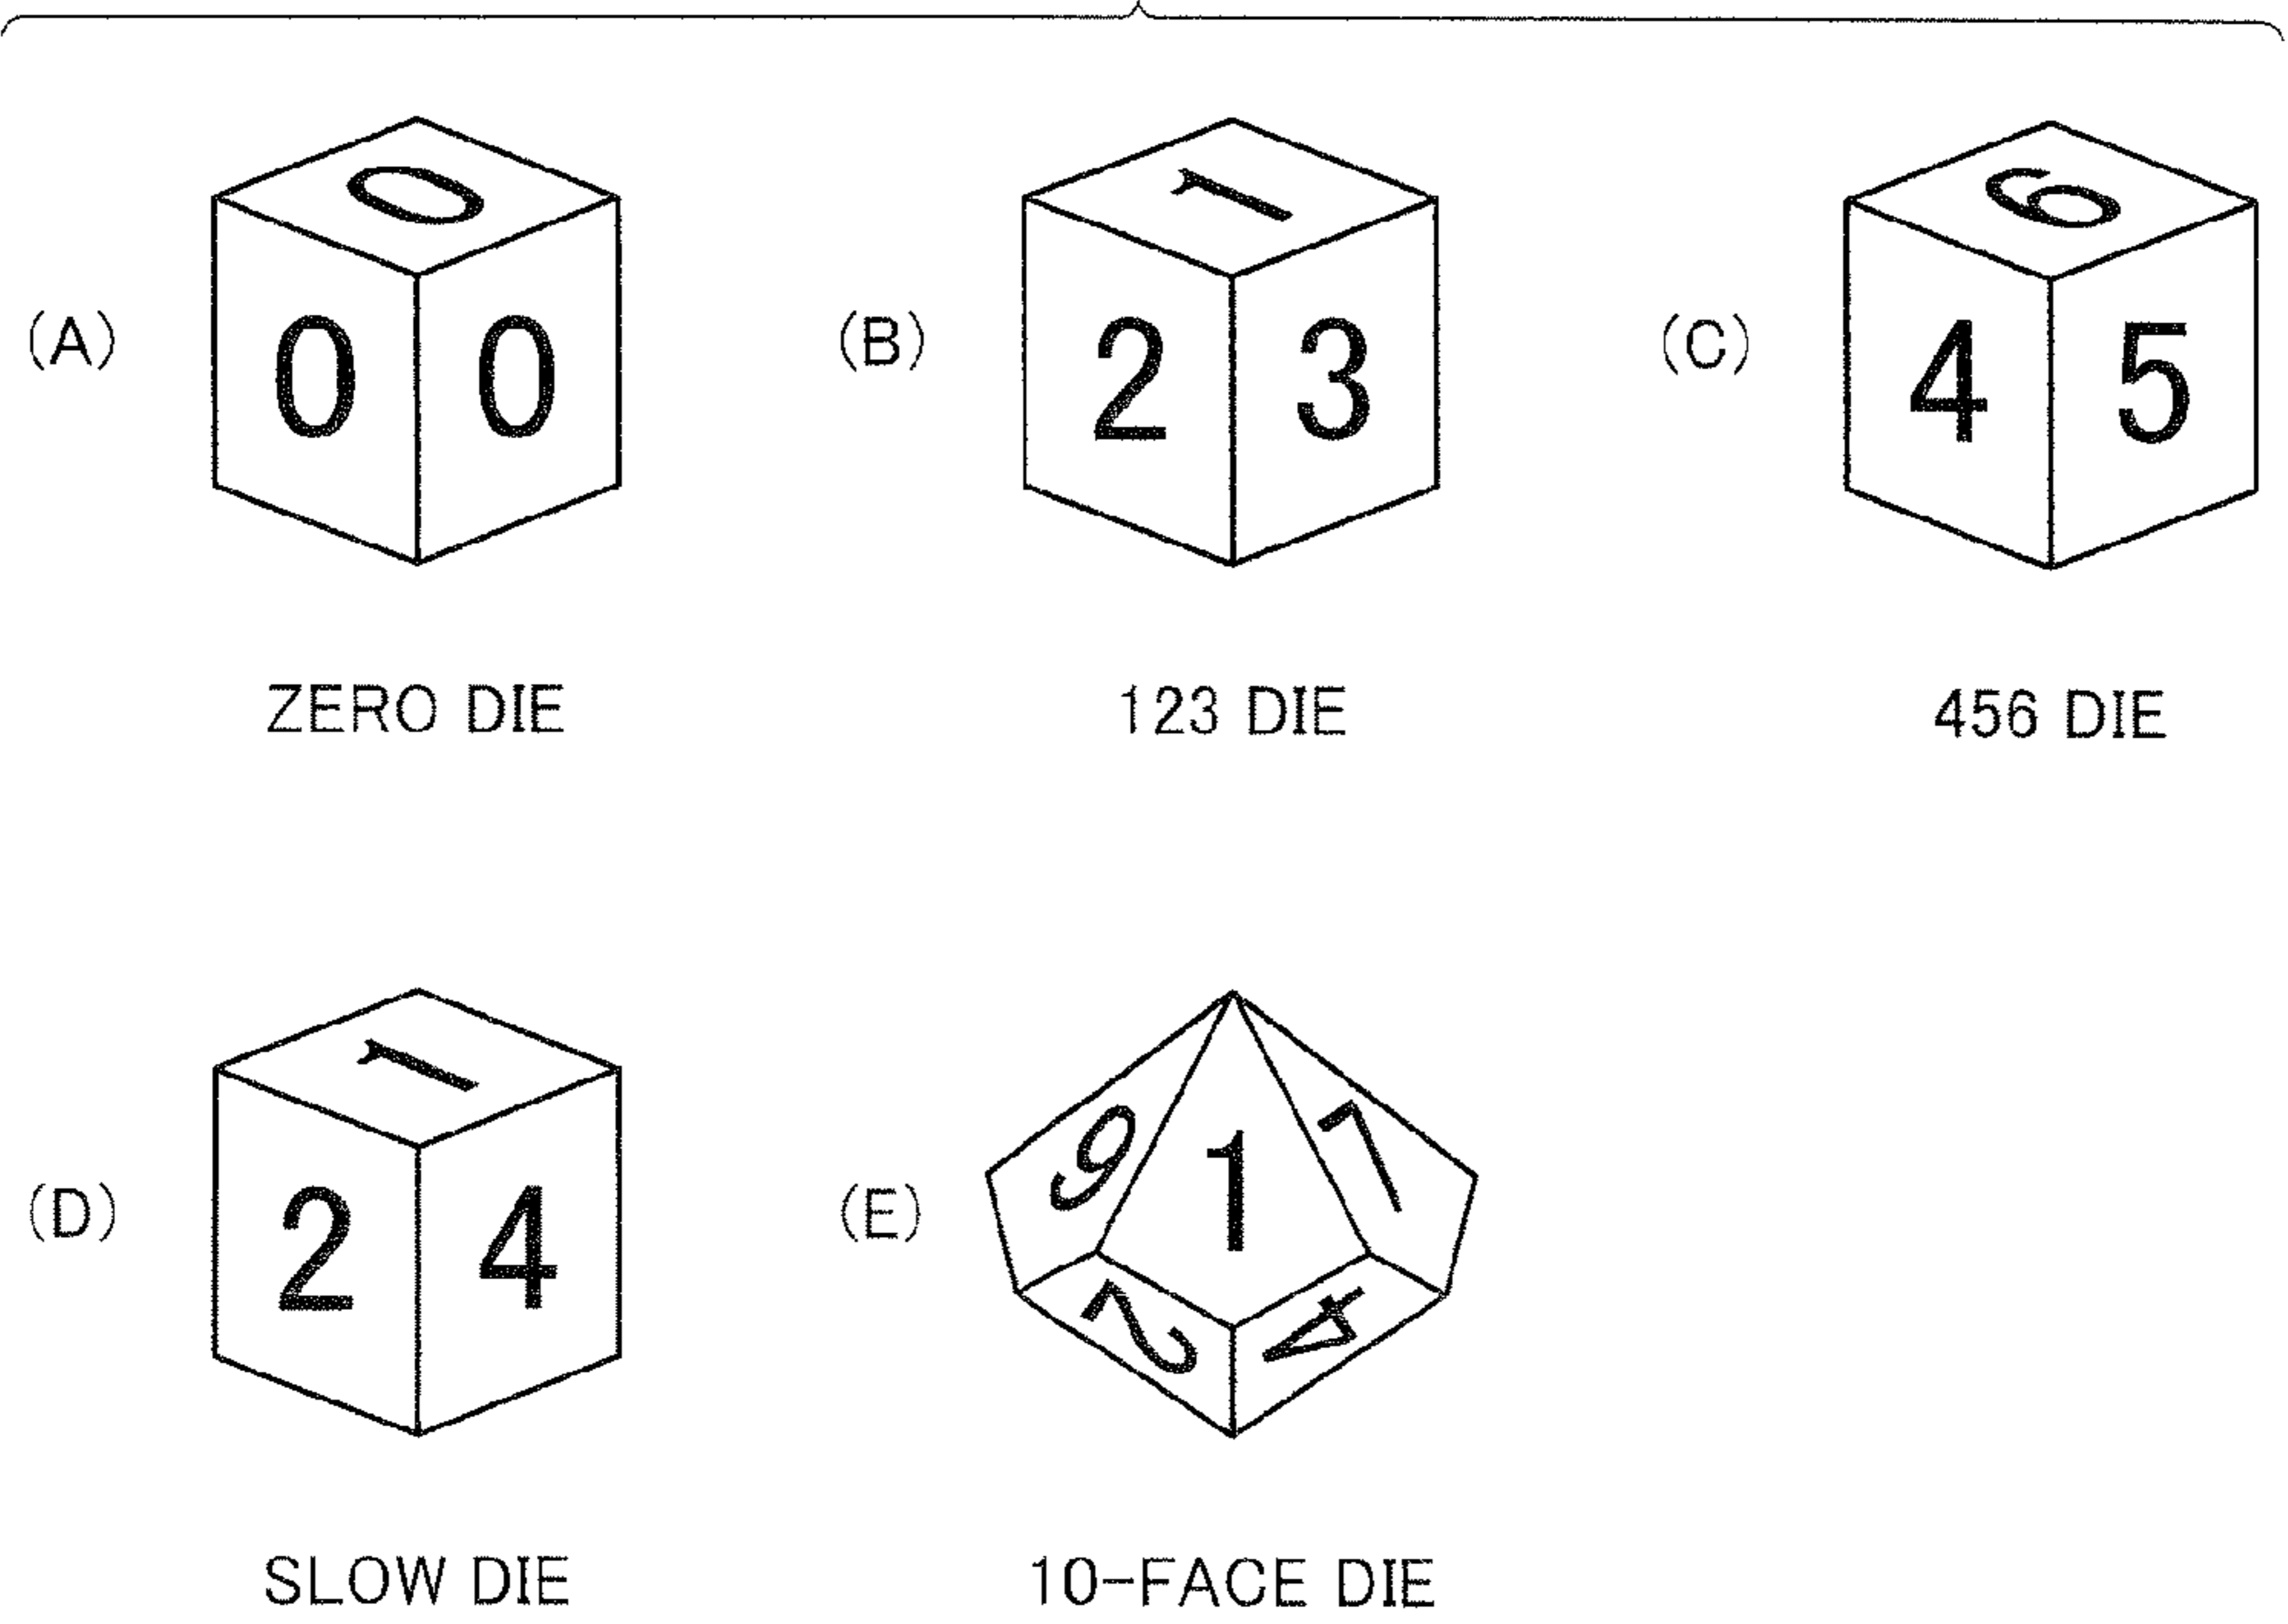 0
(A) 0 0
ZERO DIE
1
(B) 2 3
123 DIE
6
(C) 4 5
456 DIE
1
(D) 2 4
SLOW DIE
(E) 9 1 7
2 4
10-FACE DIE